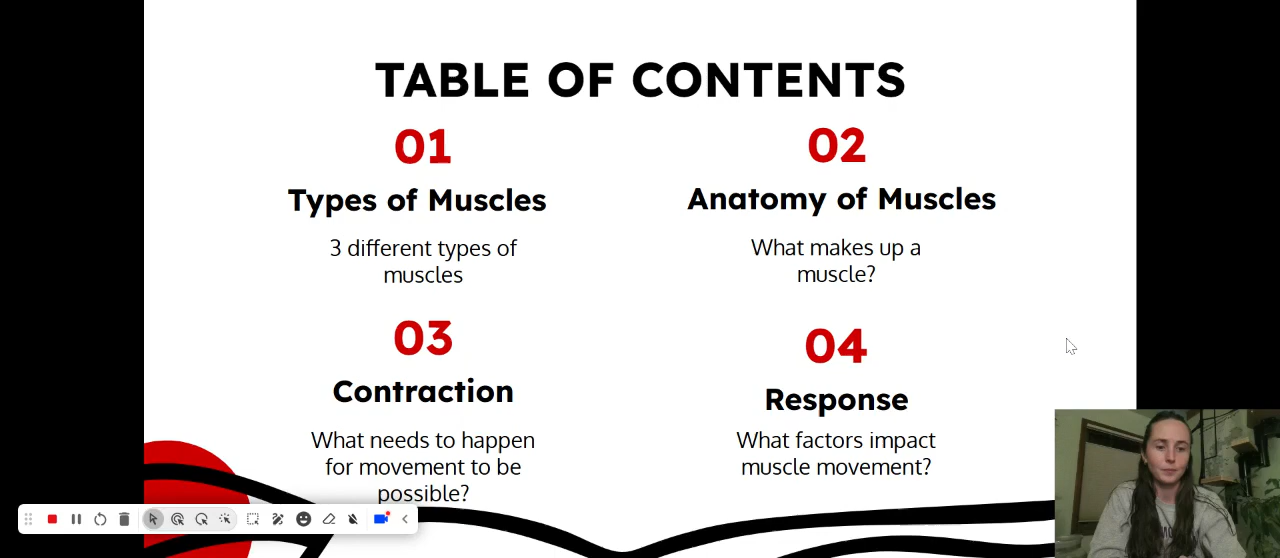 TABLE OF CONTENTS
01
Types of Muscles
3 different types of
muscles
02
Anatomy of Muscles
What makes up a
muscle?
03
Contraction
What needs to happen
for movement to be
possible?
04
Response
What factors impact
muscle movement?